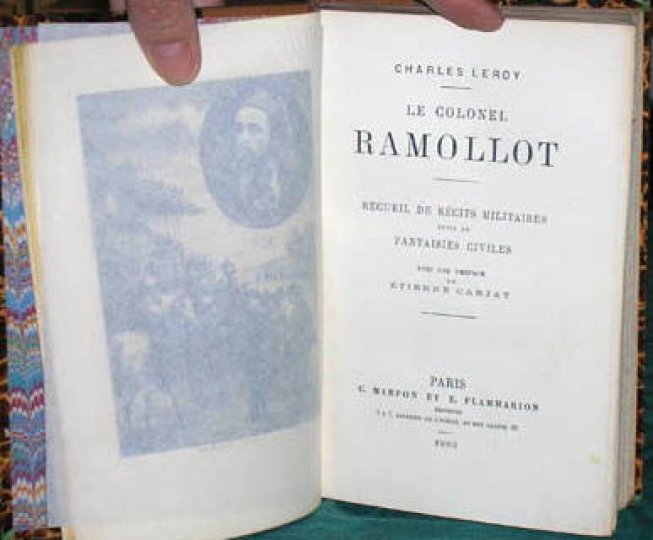 CHARLES LEROY
LE COLONEL
RAMOLLOT
RECUEIL DE RÉCITS MILITAIRES
SUIVI DE
FANTAISIES CIVILES
AVEC UNE PRÉFACE
DE
ÉTIENNE CARJAT
PARIS
C. MARPON ET E. FLAMMARION
ÉDITEURS